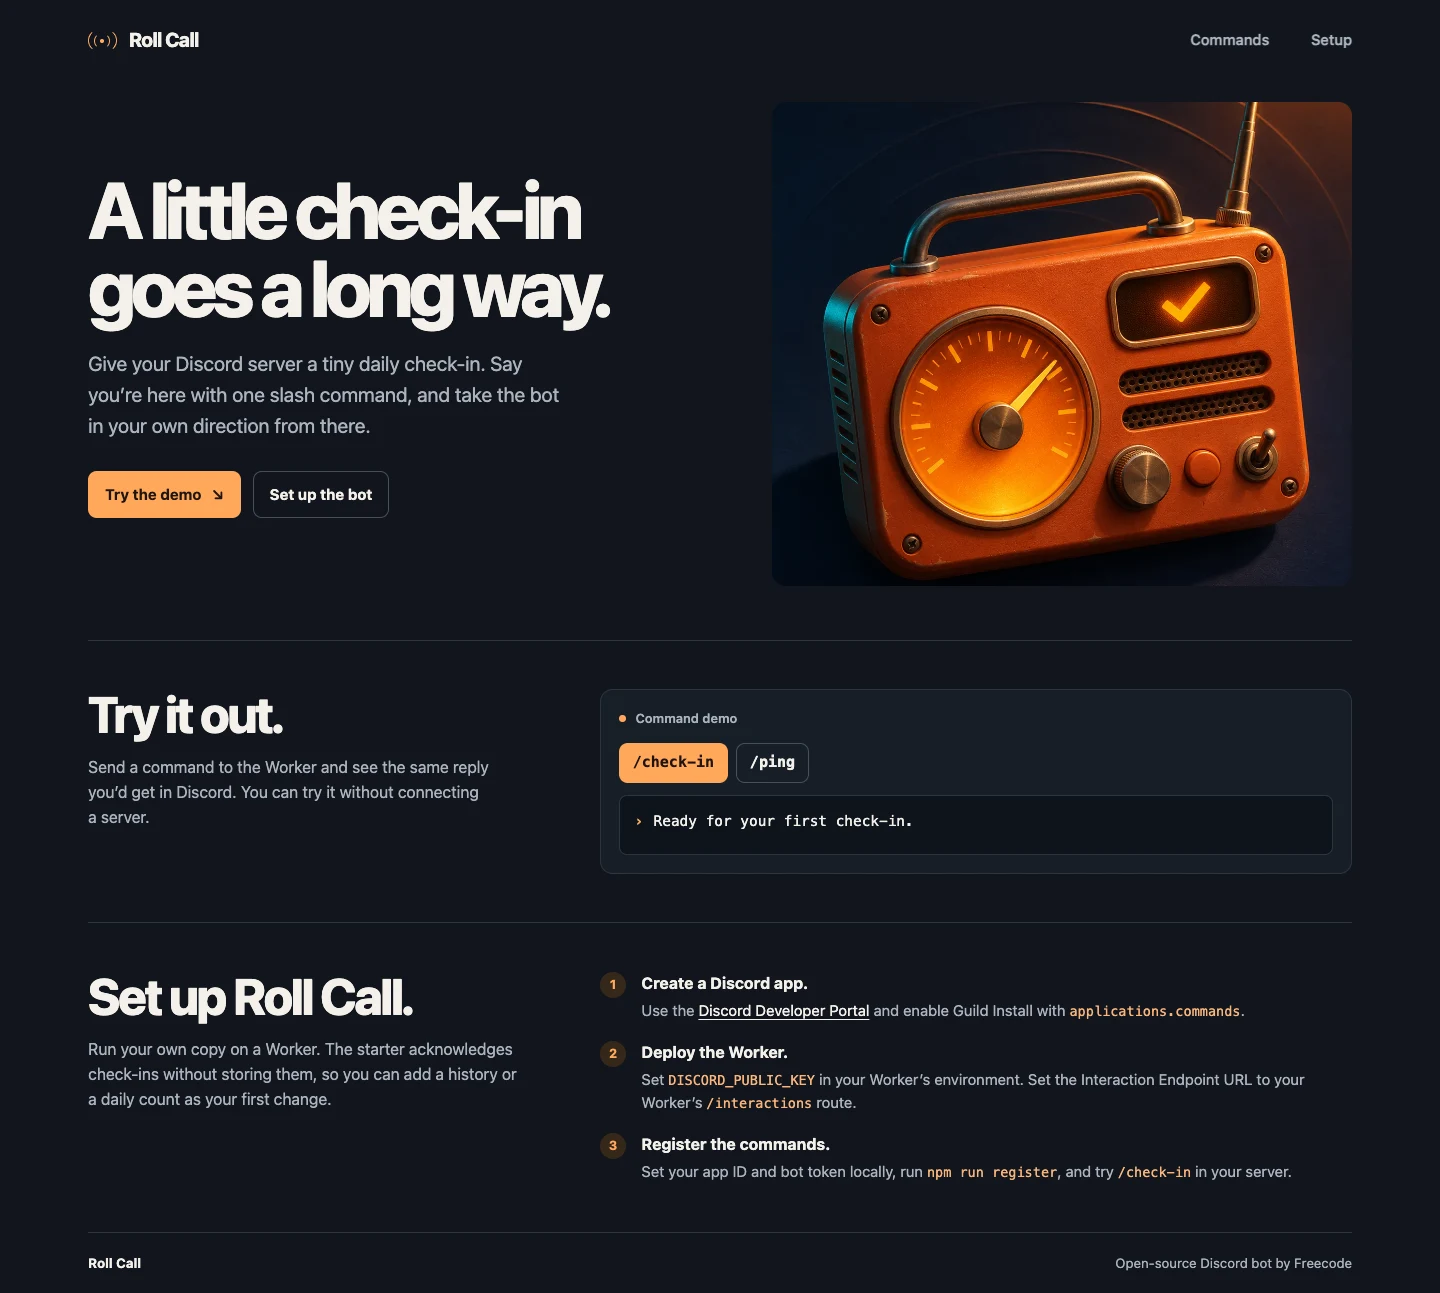 Roll Call
Commands
Setup
A little check-in
goes a long way.
Give your Discord server a tiny daily check-in. Say
you’re here with one slash command, and take the bot
in your own direction from there.
Try the demo ↘
Set up the bot
Try it out.
Send a command to the Worker and see the same reply
you’d get in Discord. You can try it without connecting
a server.
Command demo
/check-in
/ping
› Ready for your first check-in.
Set up Roll Call.
Run your own copy on a Worker. The starter acknowledges
check-ins without storing them, so you can add a history or
a daily count as your first change.
1
Create a Discord app.
Use the Discord Developer Portal and enable Guild Install with applications.commands.
2
Deploy the Worker.
Set DISCORD_PUBLIC_KEY in your Worker’s environment. Set the Interaction Endpoint URL to your
Worker’s /interactions route.
3
Register the commands.
Set your app ID and bot token locally, run npm run register, and try /check-in in your server.
Roll Call
Open-source Discord bot by Freecode